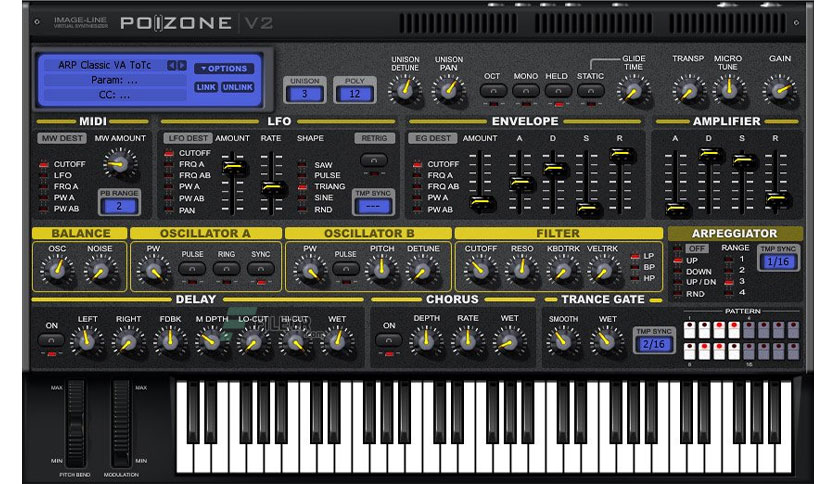 IMAGE-LINE
VIRTUAL SYNTHESIZER
POIZONE V2
ARP Classic VA ToTc
OPTIONS
Param: ...
LINK UNLINK
CC: ...
UNISON
3
POLY
12
UNISON DETUNE
UNISON PAN
OCT MONO HELD STATIC
GLIDE TIME
TRANSP
MICRO TUNE
GAIN
MIDI
MW DEST MW AMOUNT
CUTOFF
LFO
FRQ A
PW A
PW AB
PB RANGE
2
LFO
LFO DEST AMOUNT RATE SHAPE RETRIG
CUTOFF
FRQ A
FRQ AB
PW A
PW AB
PAN
SAW
PULSE
TRIANG
SINE
RND
TMP SYNC
---
ENVELOPE
EG DEST AMOUNT A D S R
CUTOFF
FRQ A
FRQ AB
PW A
PW AB
AMPLIFIER
A D S R
BALANCE
OSC NOISE
OSCILLATOR A
PW PULSE RING SYNC
OSCILLATOR B
PW PULSE PITCH DETUNE
FILTER
CUTOFF RESO KBDTRK VELTRK
LP
BP
HP
ARPEGGIATOR
OFF
UP
DOWN
UP / DN
RND
RANGE
1
2
3
4
TMP SYNC
1/16
DELAY
ON LEFT RIGHT FDBK M DPTH LO-CUT HI-CUT WET
CHORUS
ON DEPTH RATE WET
TRANCE GATE
SMOOTH WET
TMP SYNC
2/16
PATTERN
MAX MAX
MIN MIN
PITCH BEND MODULATION